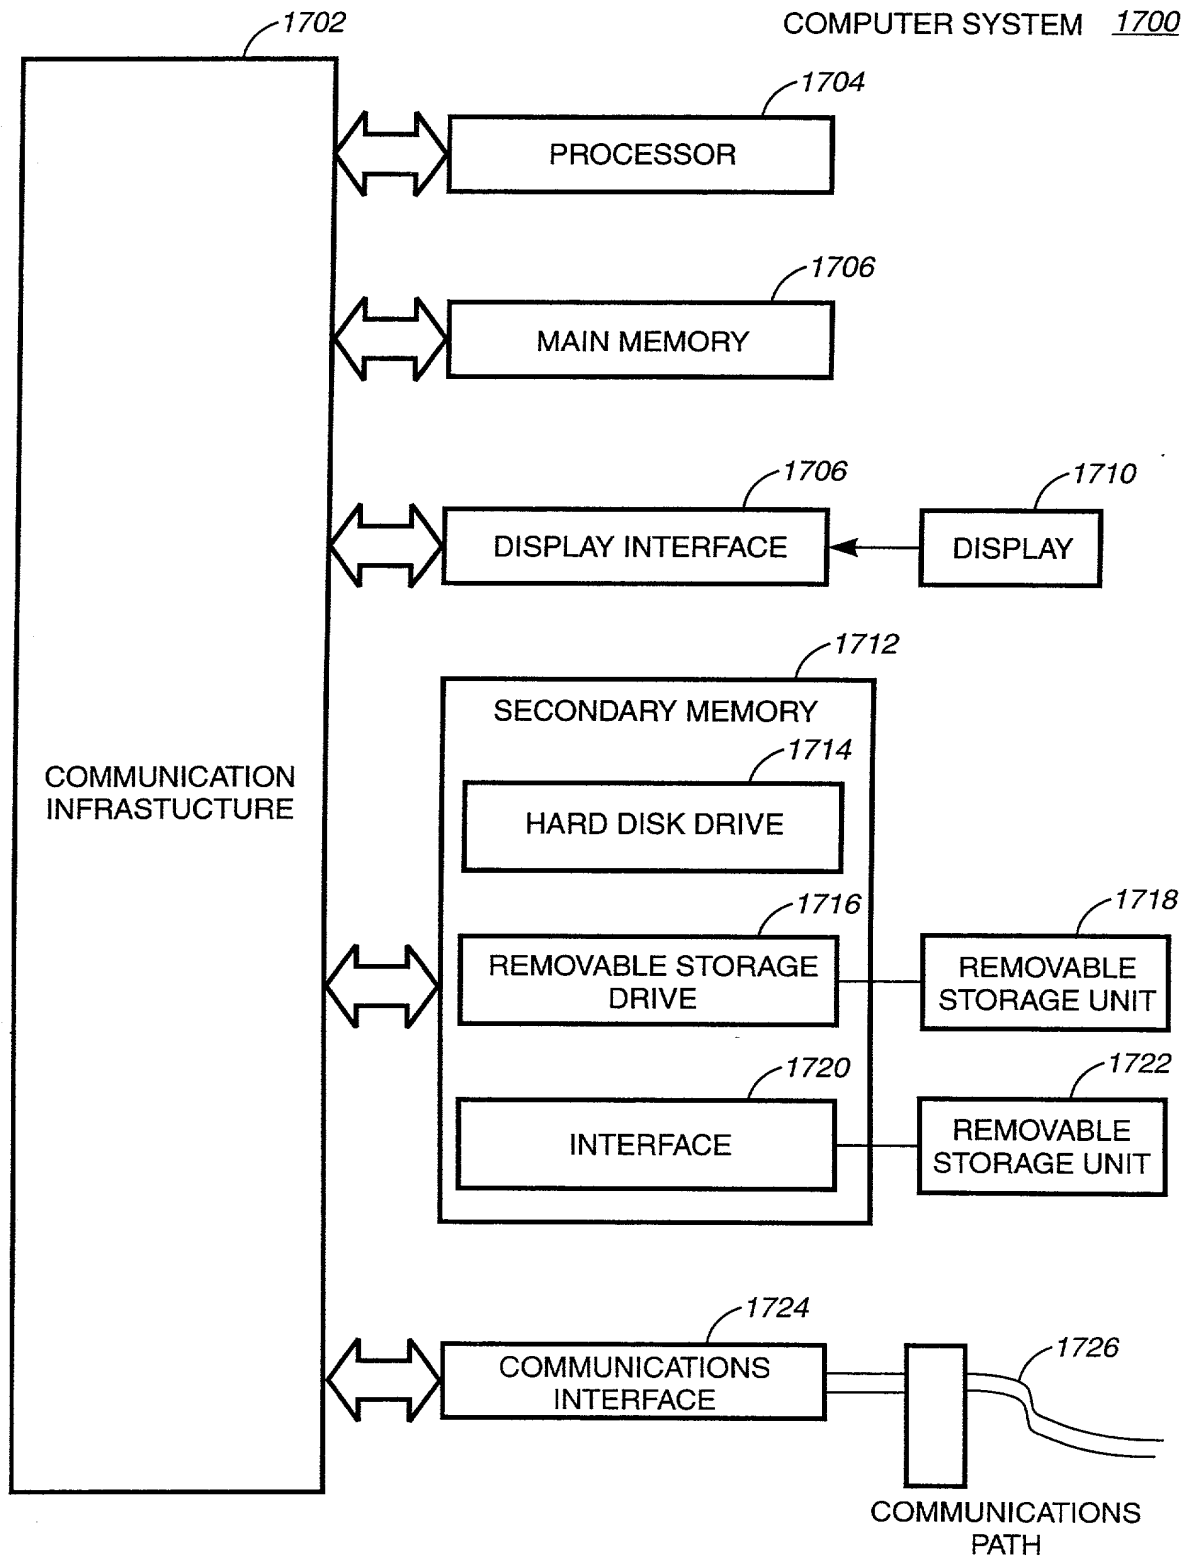 1702
COMPUTER SYSTEM 1700
1704
PROCESSOR
1706
MAIN MEMORY
1706
DISPLAY INTERFACE
1710
DISPLAY
1712
SECONDARY MEMORY
1714
HARD DISK DRIVE
COMMUNICATION
INFRASTUCTURE
1716
REMOVABLE STORAGE
DRIVE
1718
REMOVABLE
STORAGE UNIT
1720
INTERFACE
1722
REMOVABLE
STORAGE UNIT
1724
COMMUNICATIONS
INTERFACE
1726
COMMUNICATIONS
PATH